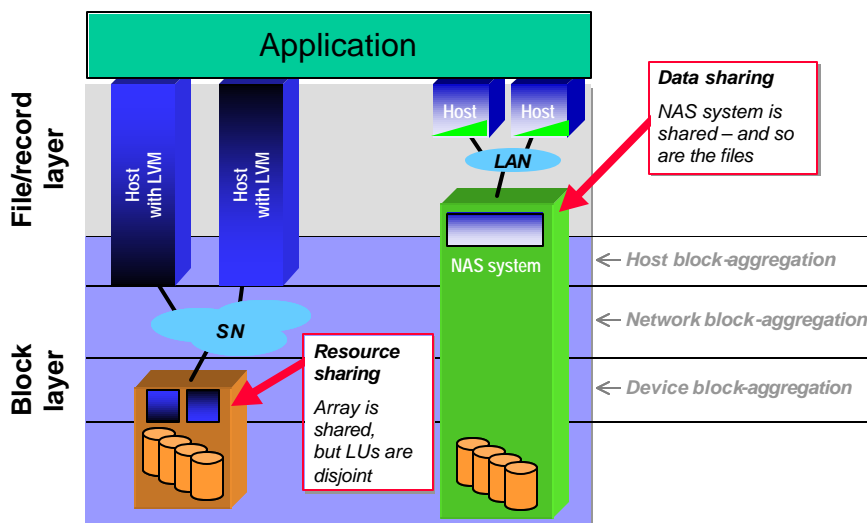 Application
File/record
layer
Block
layer
Host
with LVM
Host
with LVM
Host
Host
LAN
Data sharing
NAS system is
shared – and so
are the files
NAS system
Host block-aggregation
Network block-aggregation
Device block-aggregation
SN
Resource
sharing
Array is
shared,
but LUs are
disjoint